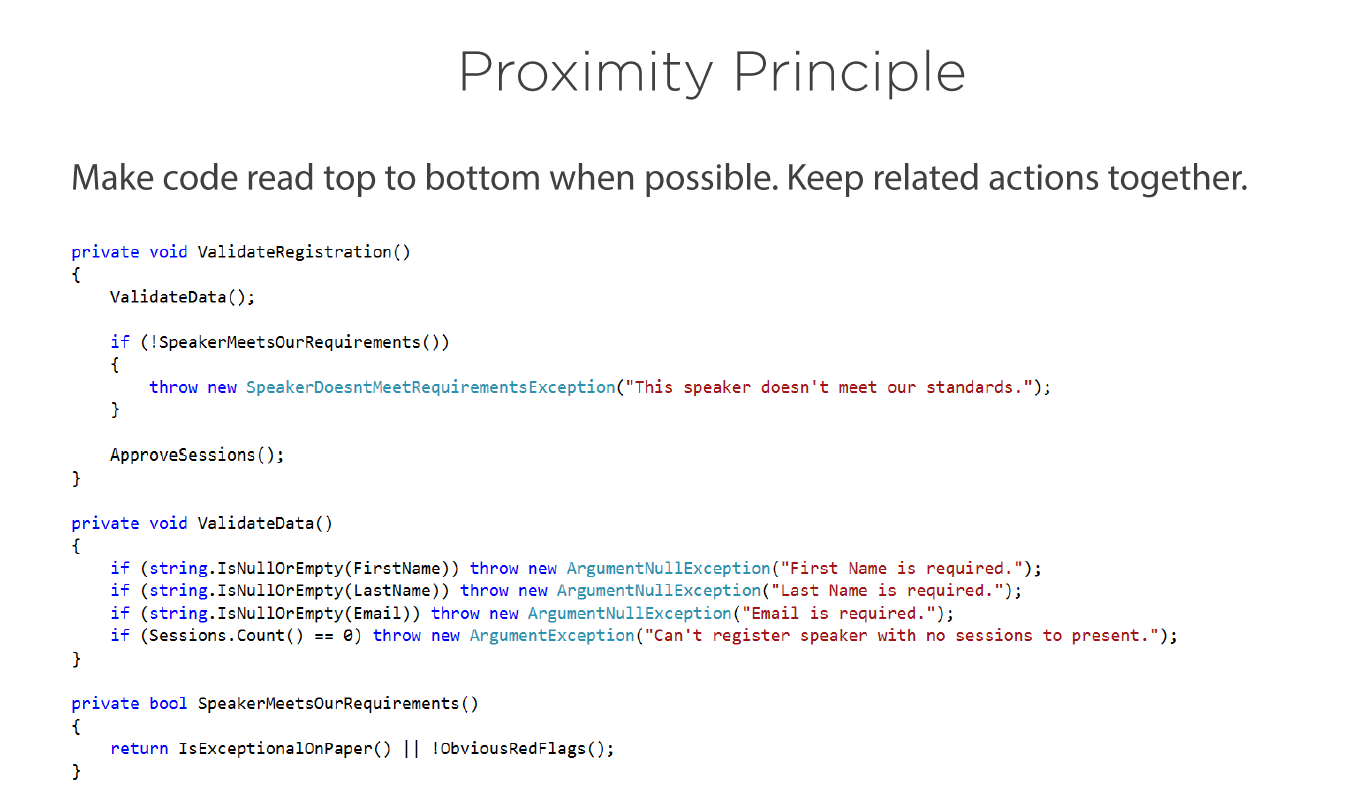 Proximity Principle
Make code read top to bottom when possible. Keep related actions together.
private void ValidateRegistration()
{
    ValidateData();

    if (!SpeakerMeetsOurRequirements())
    {
        throw new SpeakerDoesntMeetRequirementsException("This speaker doesn't meet our standards.");
    }

    ApproveSessions();
}

private void ValidateData()
{
    if (string.IsNullOrEmpty(FirstName)) throw new ArgumentNullException("First Name is required.");
    if (string.IsNullOrEmpty(LastName)) throw new ArgumentNullException("Last Name is required.");
    if (string.IsNullOrEmpty(Email)) throw new ArgumentNullException("Email is required.");
    if (Sessions.Count() == 0) throw new ArgumentException("Can't register speaker with no sessions to present.");
}

private bool SpeakerMeetsOurRequirements()
{
    return IsExceptionalOnPaper() || !ObviousRedFlags();
}